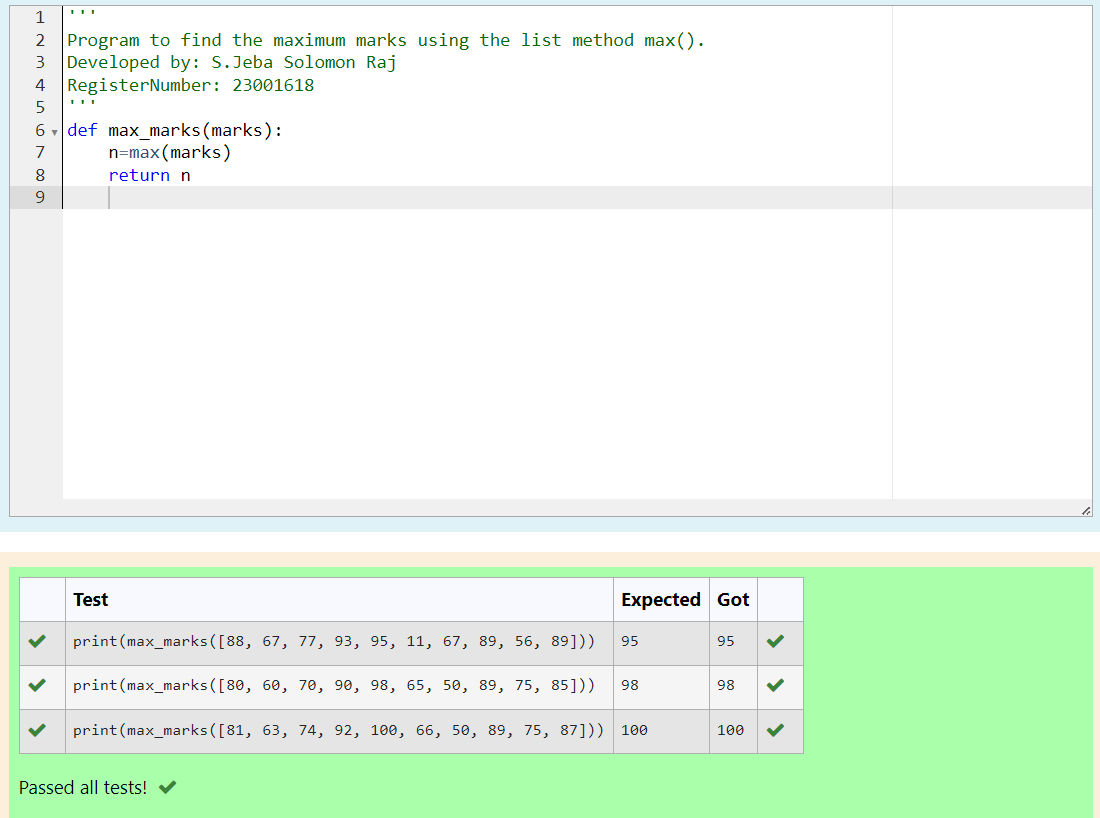 1 '''
2 Program to find the maximum marks using the list method max().
3 Developed by: S.Jeba Solomon Raj
4 RegisterNumber: 23001618
5 '''
6 def max_marks(marks):
7     n=max(marks)
8     return n
9
Test Expected Got
print(max_marks([88, 67, 77, 93, 95, 11, 67, 89, 56, 89])) 95 95
print(max_marks([80, 60, 70, 90, 98, 65, 50, 89, 75, 85])) 98 98
print(max_marks([81, 63, 74, 92, 100, 66, 50, 89, 75, 87])) 100 100
Passed all tests!